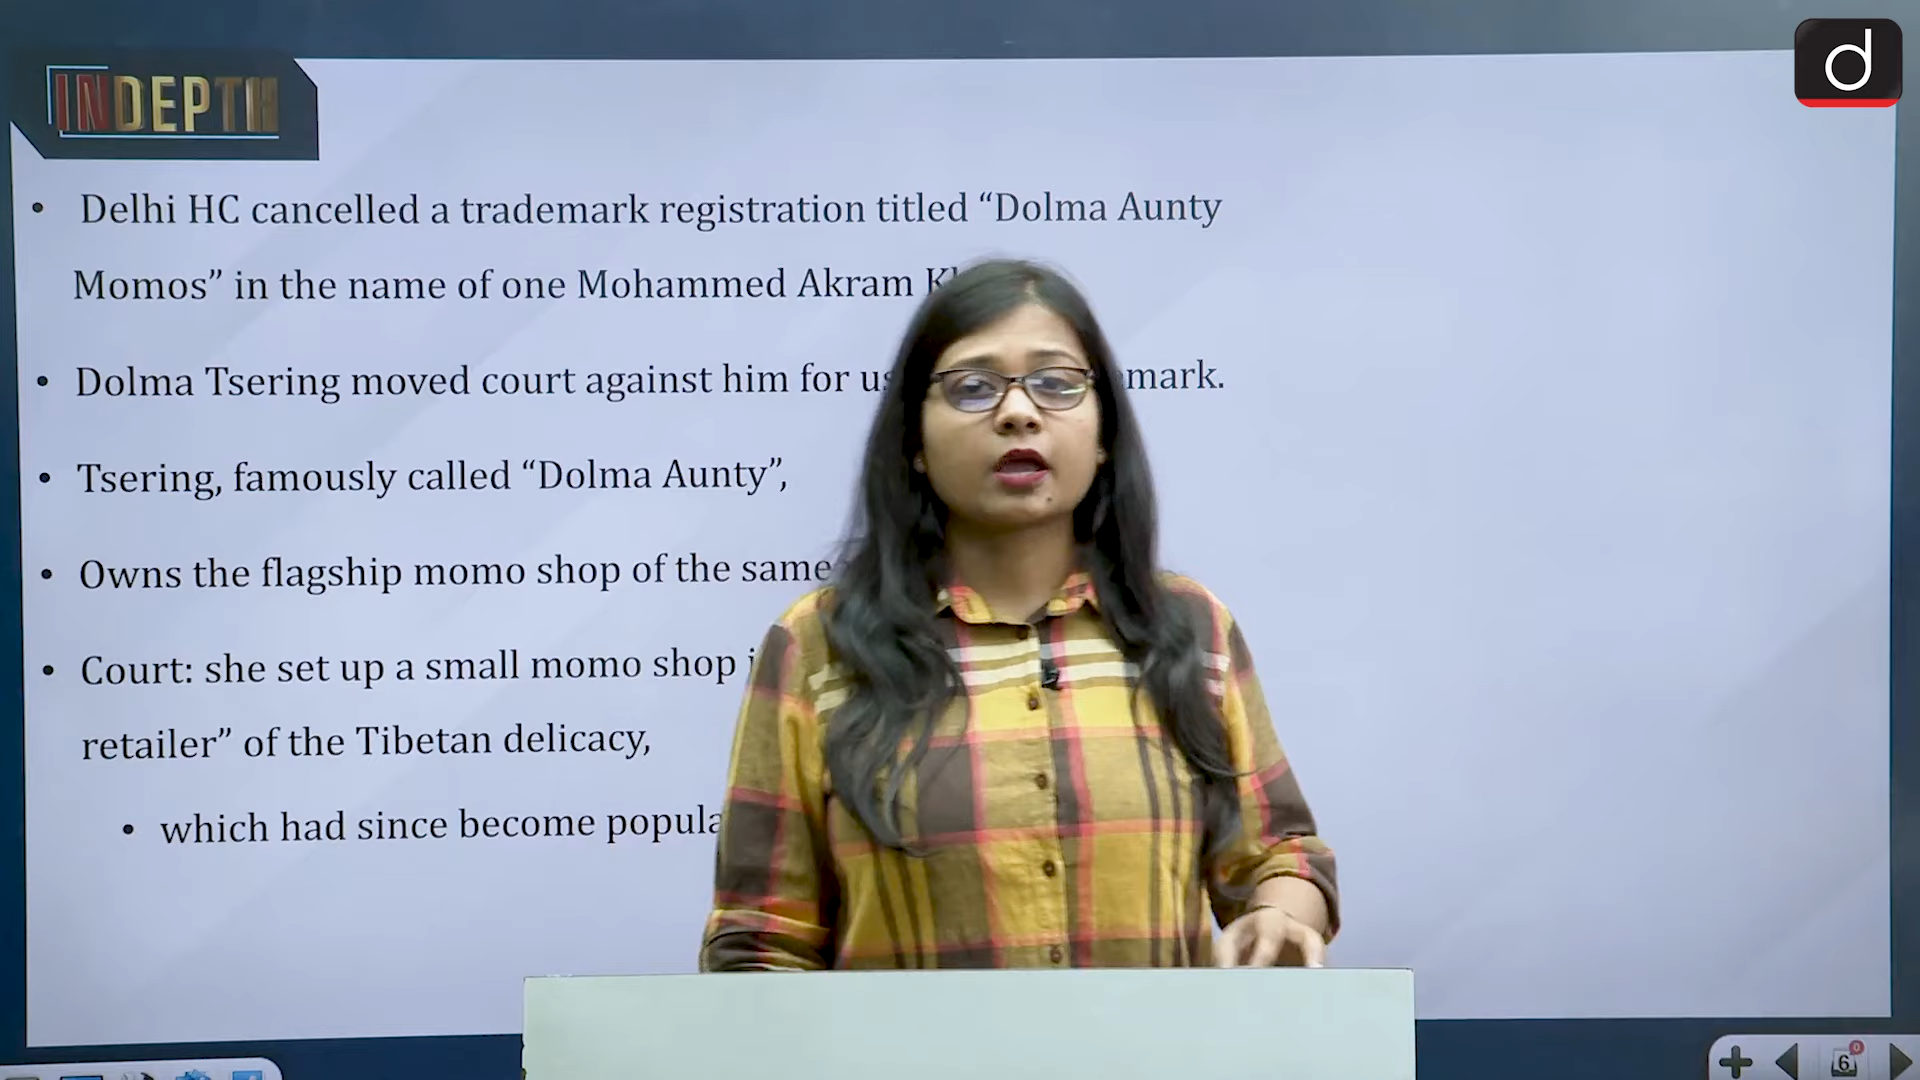 d
INDEPTH
• Delhi HC cancelled a trademark registration titled “Dolma Aunty
Momos” in the name of one Mohammed Akram
• Dolma Tsering moved court against him for mark.
• Tsering, famously called “Dolma Aunty”,
• Owns the flagship momo shop of the same
• Court: she set up a small momo shop
retailer” of the Tibetan delicacy,
• which had since become
6
0